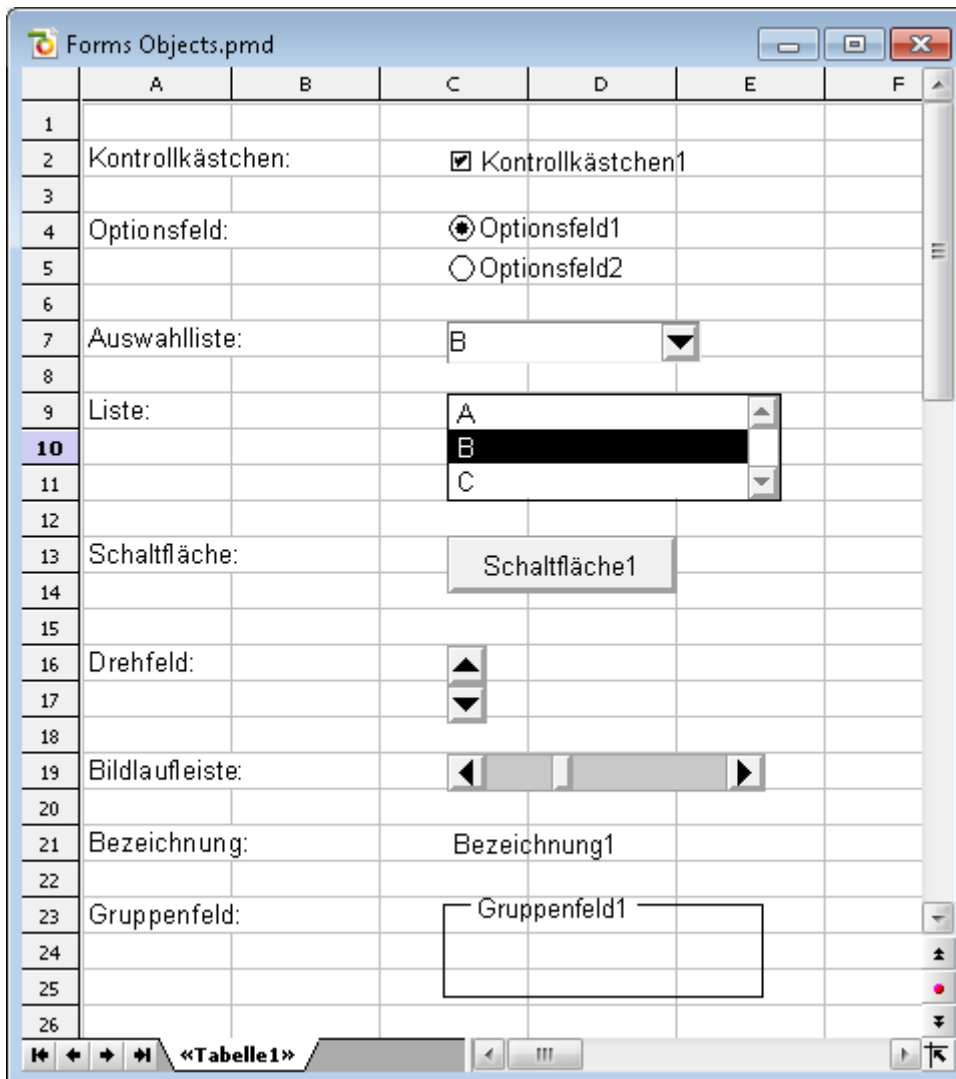 Forms Objects.pmd
A B C D E F
1
2 Kontrollkästchen: Kontrollkästchen1
3
4 Optionsfeld: Optionsfeld1
5 Optionsfeld2
6
7 Auswahlliste: B
8
9 Liste: A
10 B
11 C
12
13 Schaltfläche: Schaltfläche1
14
15
16 Drehfeld:
17
18
19 Bildlaufleiste:
20
21 Bezeichnung: Bezeichnung1
22
23 Gruppenfeld: Gruppenfeld1
24
25
26
«Tabelle1»